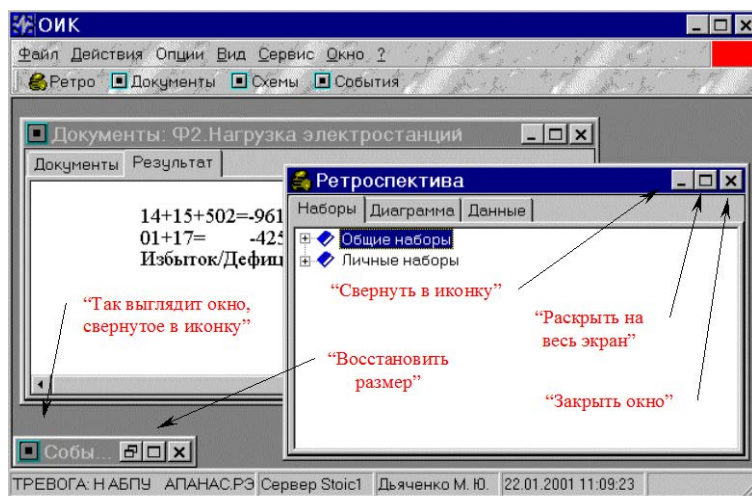 ОИК
Файл Действия Опции Вид Сервис Окно ?
Ретро Документы Схемы События
Документы: Ф2.Нагрузка электростанций
Документы Результат
14+15+502=-961
01+17= -425
Избыток/Дефиц
Ретроспектива
Наборы Диаграмма Данные
Общие наборы
Личные наборы
“Свернуть в иконку”
“Так выглядит окно,
свернутое в иконку”
“Раскрыть на
весь экран”
“Восстановить
размер”
“Закрыть окно”
Собы...
ТРЕВОГА: Н АБПУ АПАНАС.РЭ Сервер Stoic1 Дьяченко М. Ю. 22.01.2001 11:09:23